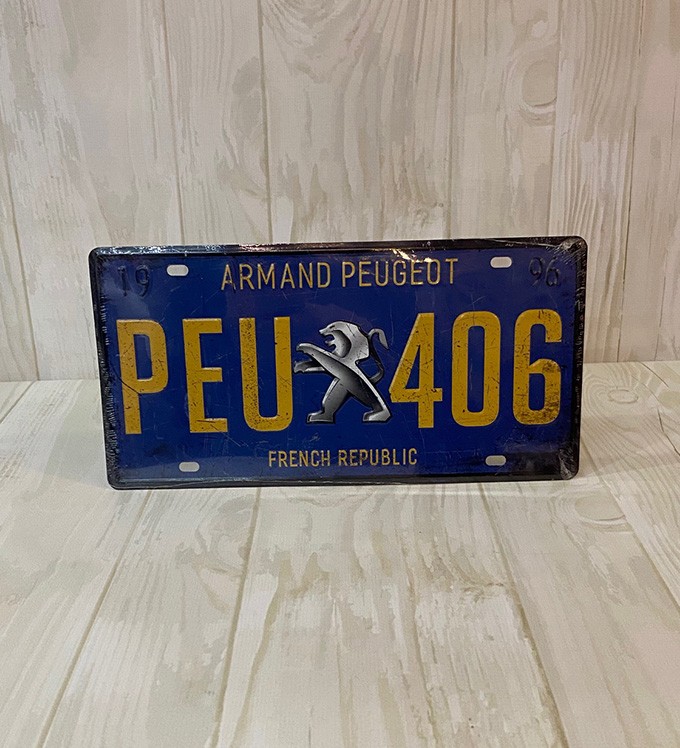 19 ARMAND PEUGEOT 96
PEU 406
FRENCH REPUBLIC